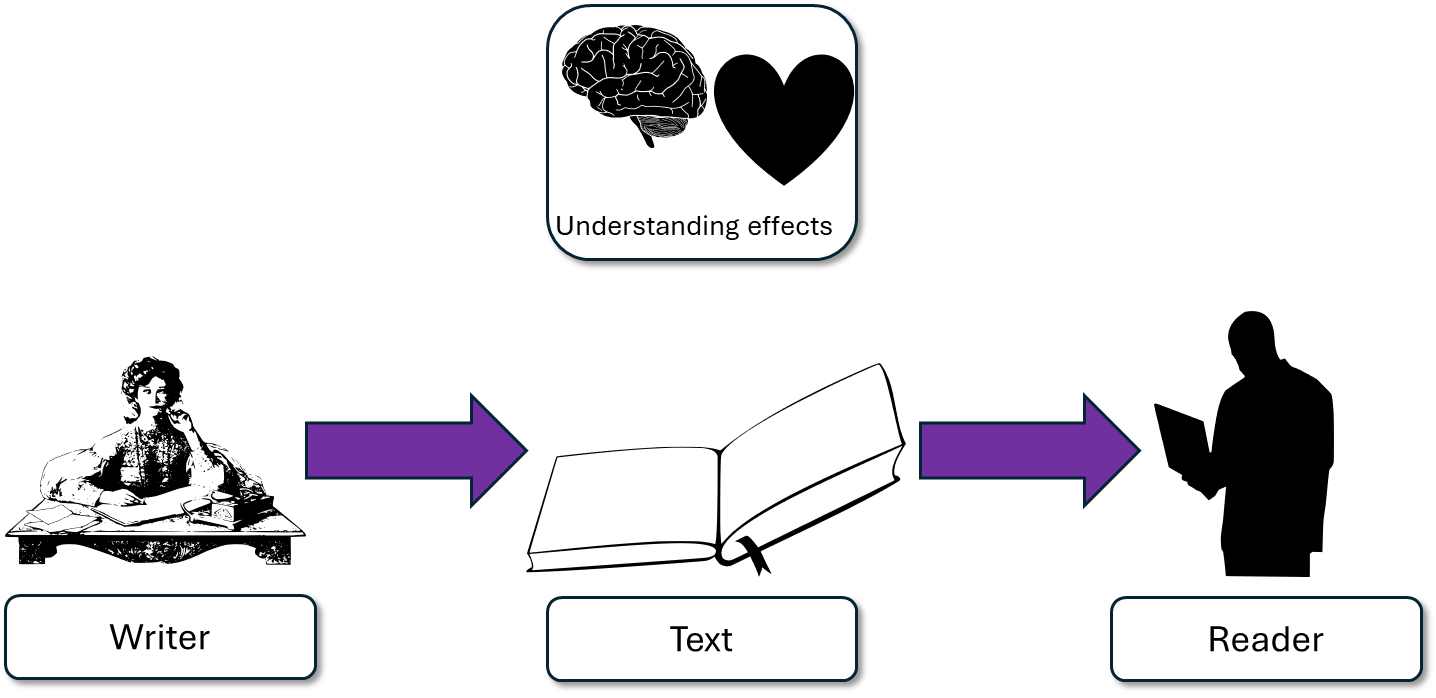 Understanding effects
Writer
Text
Reader